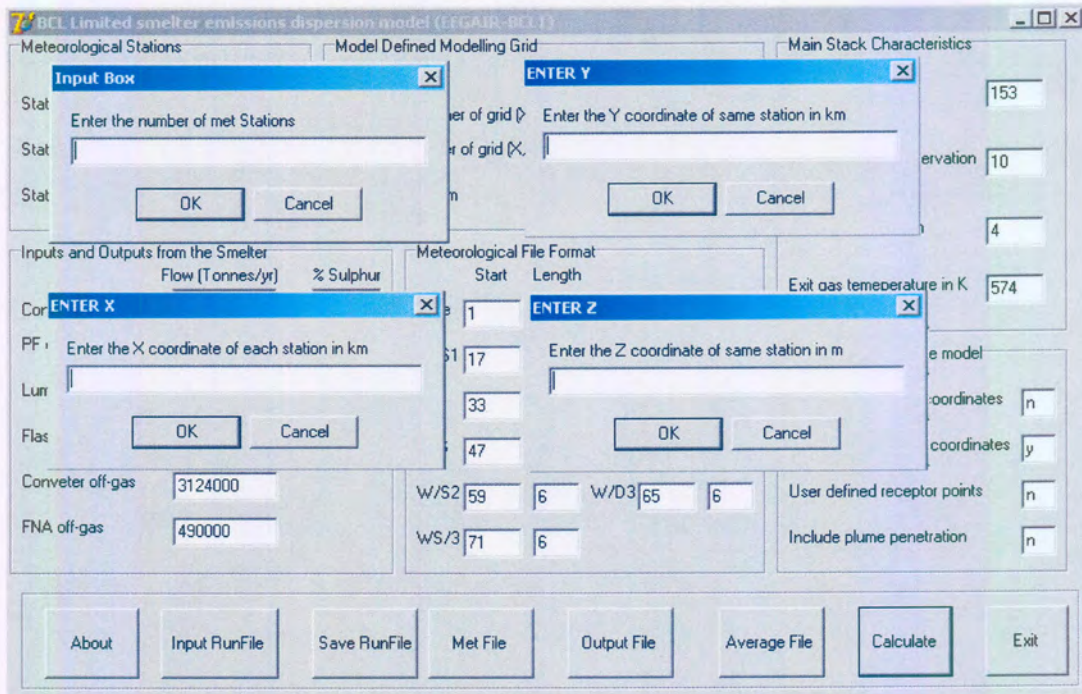 BCL Limited smelter emissions dispersion model (EEGAIR-BCL1)
Meteorological Stations
Model Defined Modelling Grid
Main Stack Characteristics
Input Box
Enter the number of met Stations
OK
Cancel
ENTER Y
Enter the Y coordinate of same station in km
OK
Cancel
153
10
4
Exit gas temeperature in K
574
Inputs and Outputs from the Smelter
Flow (Tonnes/yr)
% Sulphur
Meteorological File Format
Start
Length
ENTER X
Enter the X coordinate of each station in km
OK
Cancel
1
17
33
47
ENTER Z
Enter the Z coordinate of same station in m
OK
Cancel
e model
coordinates
n
coordinates
y
Conveter off-gas
3124000
FNA off-gas
490000
W/S2
59
6
W/D3
65
6
WS/3
71
6
User defined receptor points
n
Include plume penetration
n
About
Input RunFile
Save RunFile
Met File
Output File
Average File
Calculate
Exit